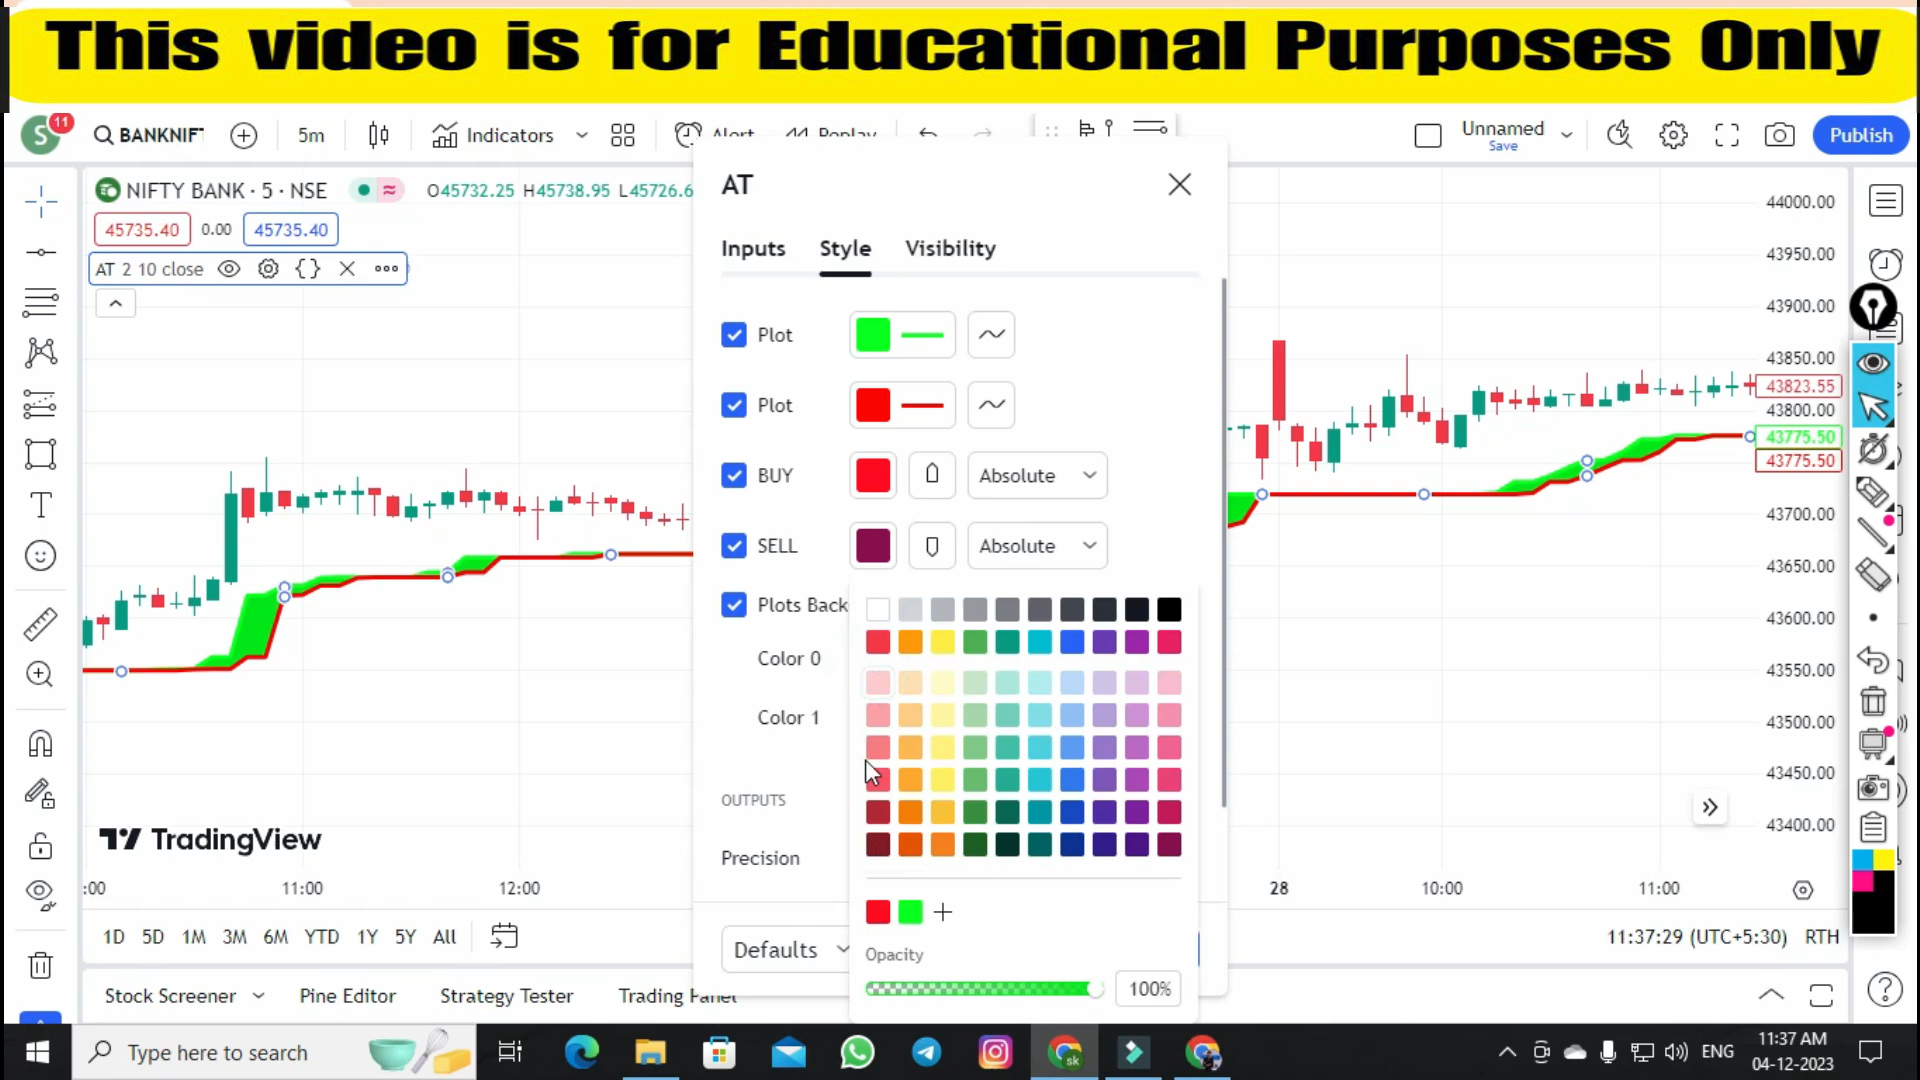 This video is for Educational Purposes Only
S
11
BANKNIF
5m
Indicators
Alert
Replay
Unnamed
Save
Publish
NIFTY BANK · 5 · NSE
O45732.25 H45738.95 L45726.6
45735.40
0.00
45735.40
AT 2 10 close
AT
Inputs
Style
Visibility
Plot
Plot
BUY
Absolute
SELL
Absolute
Plots Back
Color 0
Color 1
OUTPUTS
Precision
Defaults
Opacity
100%
44000.00
43950.00
43900.00
43850.00
43823.55
43800.00
43775.50
43775.50
43700.00
43650.00
43600.00
43550.00
43500.00
43450.00
43400.00
TradingView
:00
11:00
12:00
28
10:00
11:00
1D
5D
1M
3M
6M
YTD
1Y
5Y
All
11:37:29 (UTC+5:30)
RTH
Stock Screener
Pine Editor
Strategy Tester
Trading Panel
Type here to search
sk
ENG
11:37 AM
04-12-2023